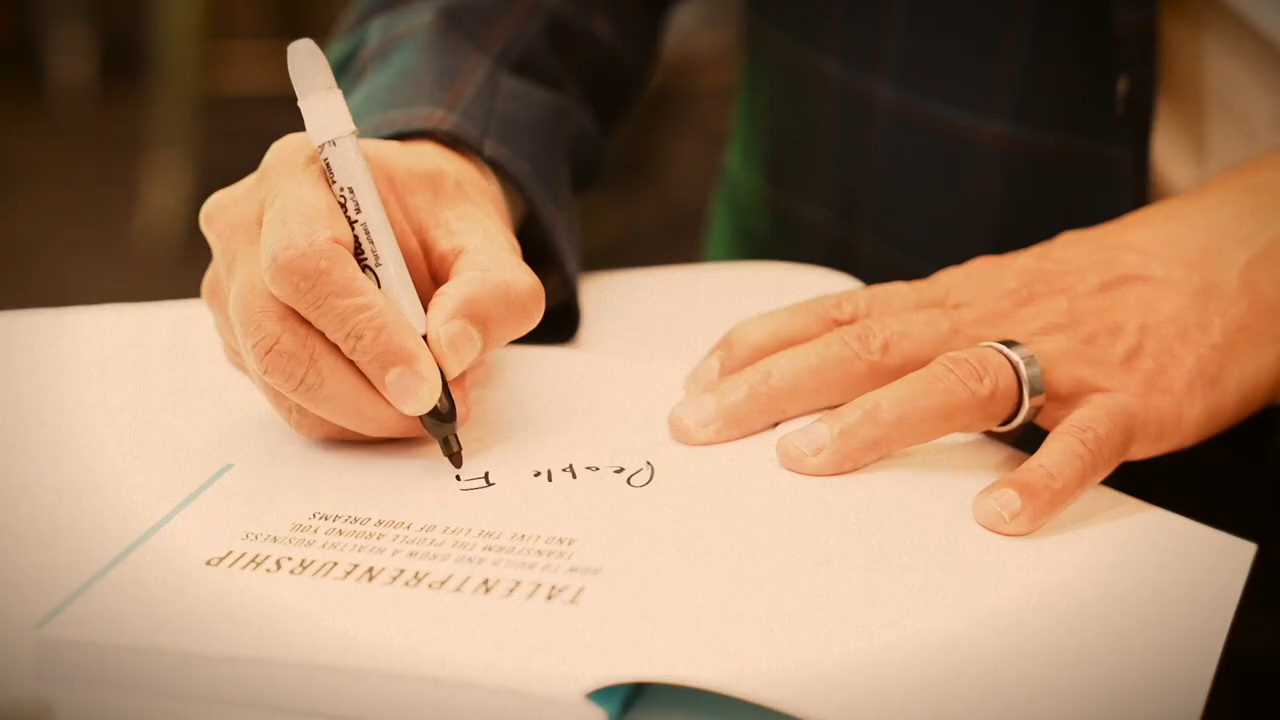 People Fi
TALENTPRENEURSHIP
HOW TO BUILD AND GROW A HEALTHY BUSINESS,
TRANSFORM THE PEOPLE AROUND YOU,
AND LIVE THE LIFE OF YOUR DREAMS
Sharpie
Permanent Marker